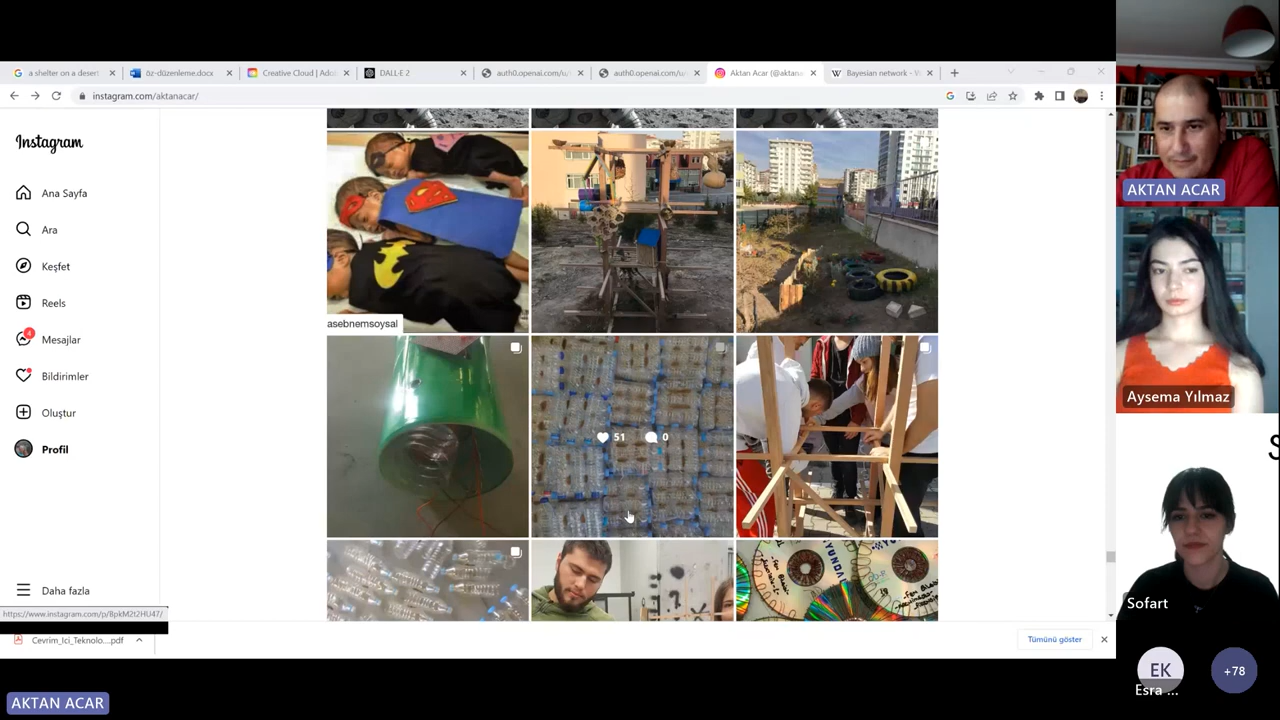 a shelter on a desert
öz-düzenleme.docx
Creative Cloud | Ado
DALL·E 2
auth0.openai.com/u/
auth0.openai.com/u/
Aktan Acar (@aktana
Bayesian network - W
instagram.com/aktanacar/
Instagram
Ana Sayfa
Ara
Keşfet
Reels
4
Mesajlar
Bildirimler
Oluştur
Profil
Daha fazla
asebnemsoysal
51
0
https://www.instagram.com/p/BpkM2t2HU47/
Cevrim_Ici_Teknolo....pdf
Tümünü göster
AKTAN ACAR
AKTAN ACAR
Aysema Yılmaz
S
Sofart
EK
Esra ...
+78